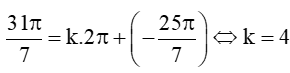 31π/7 = k.2π + (−25π/7) ⇔ k = 4